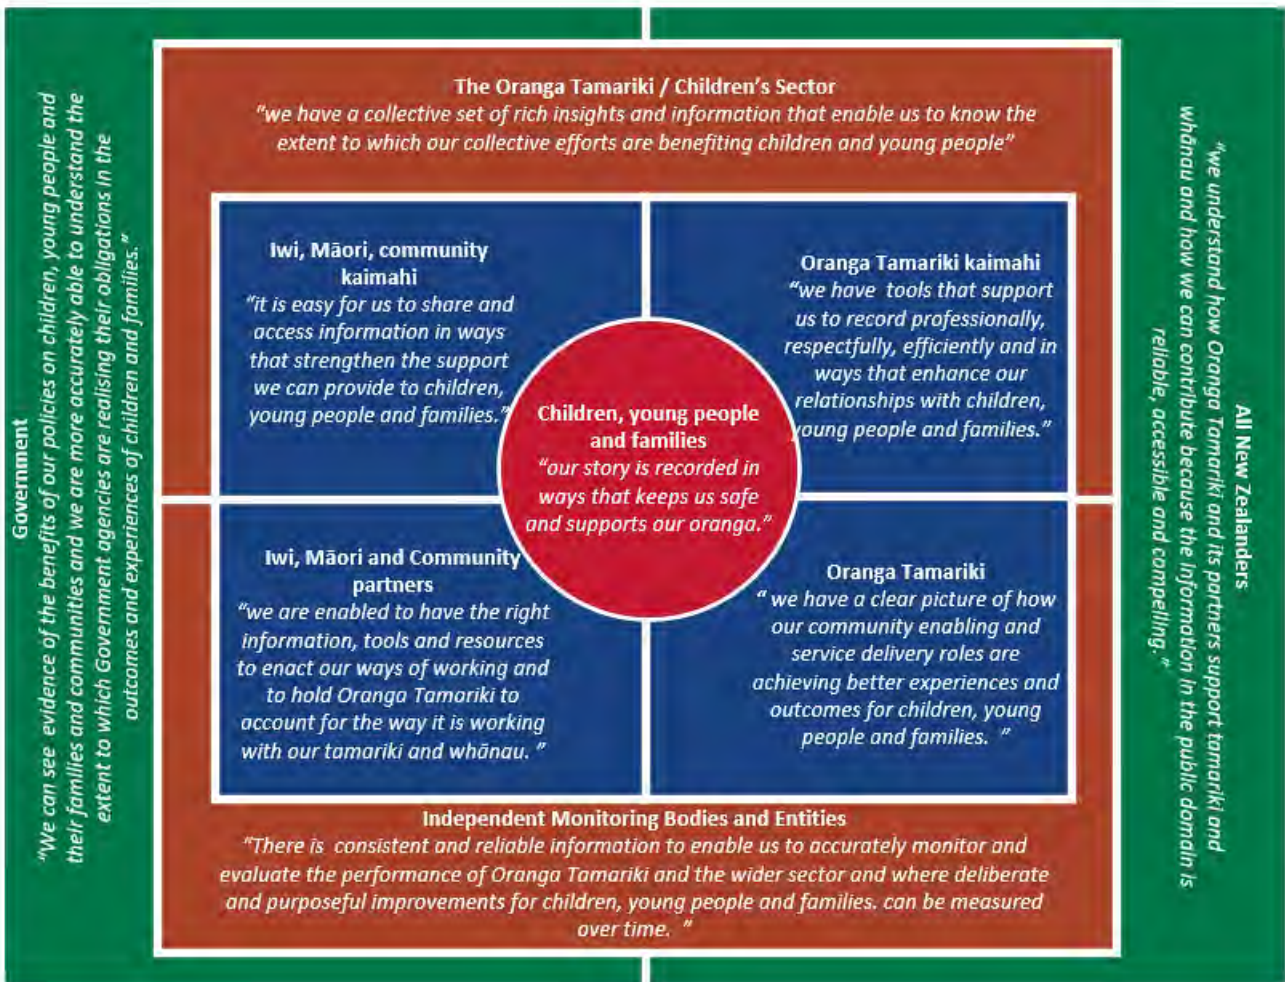 Government
"We can see evidence of the benefits of our policies on children, young people and
their families and communities and we are more accurately able to understand the
extent to which Government agencies are realising their obligations in the
outcomes and experiences of children and families."
The Oranga Tamariki / Children's Sector
"we have a collective set of rich insights and information that enable us to know the
extent to which our collective efforts are benefiting children and young people"
Iwi, Māori, community
kaimahi
"it is easy for us to share and
access information in ways
that strengthen the support
we can provide to children,
young people and families."
Oranga Tamariki kaimahi
"we have tools that support
us to record professionally,
respectfully, efficiently and in
ways that enhance our
relationships with children,
young people and families."
Children, young people
and families
"our story is recorded in
ways that keeps us safe
and supports our oranga."
Iwi, Māori and Community
partners
"we are enabled to have the right
information, tools and resources
to enact our ways of working and
to hold Oranga Tamariki to
account for the way it is working
with our tamariki and whānau. "
Oranga Tamariki
" we have a clear picture of how
our community enabling and
service delivery roles are
achieving better experiences and
outcomes for children, young
people and families. "
Independent Monitoring Bodies and Entities
"There is consistent and reliable information to enable us to accurately monitor and
evaluate the performance of Oranga Tamariki and the wider sector and where deliberate
and purposeful improvements for children, young people and families. can be measured
over time. "
All New Zealanders
"we understand how Oranga Tamariki and its partners support tamariki and
whānau and how we can contribute because the information in the public domain is
reliable, accessible and compelling."